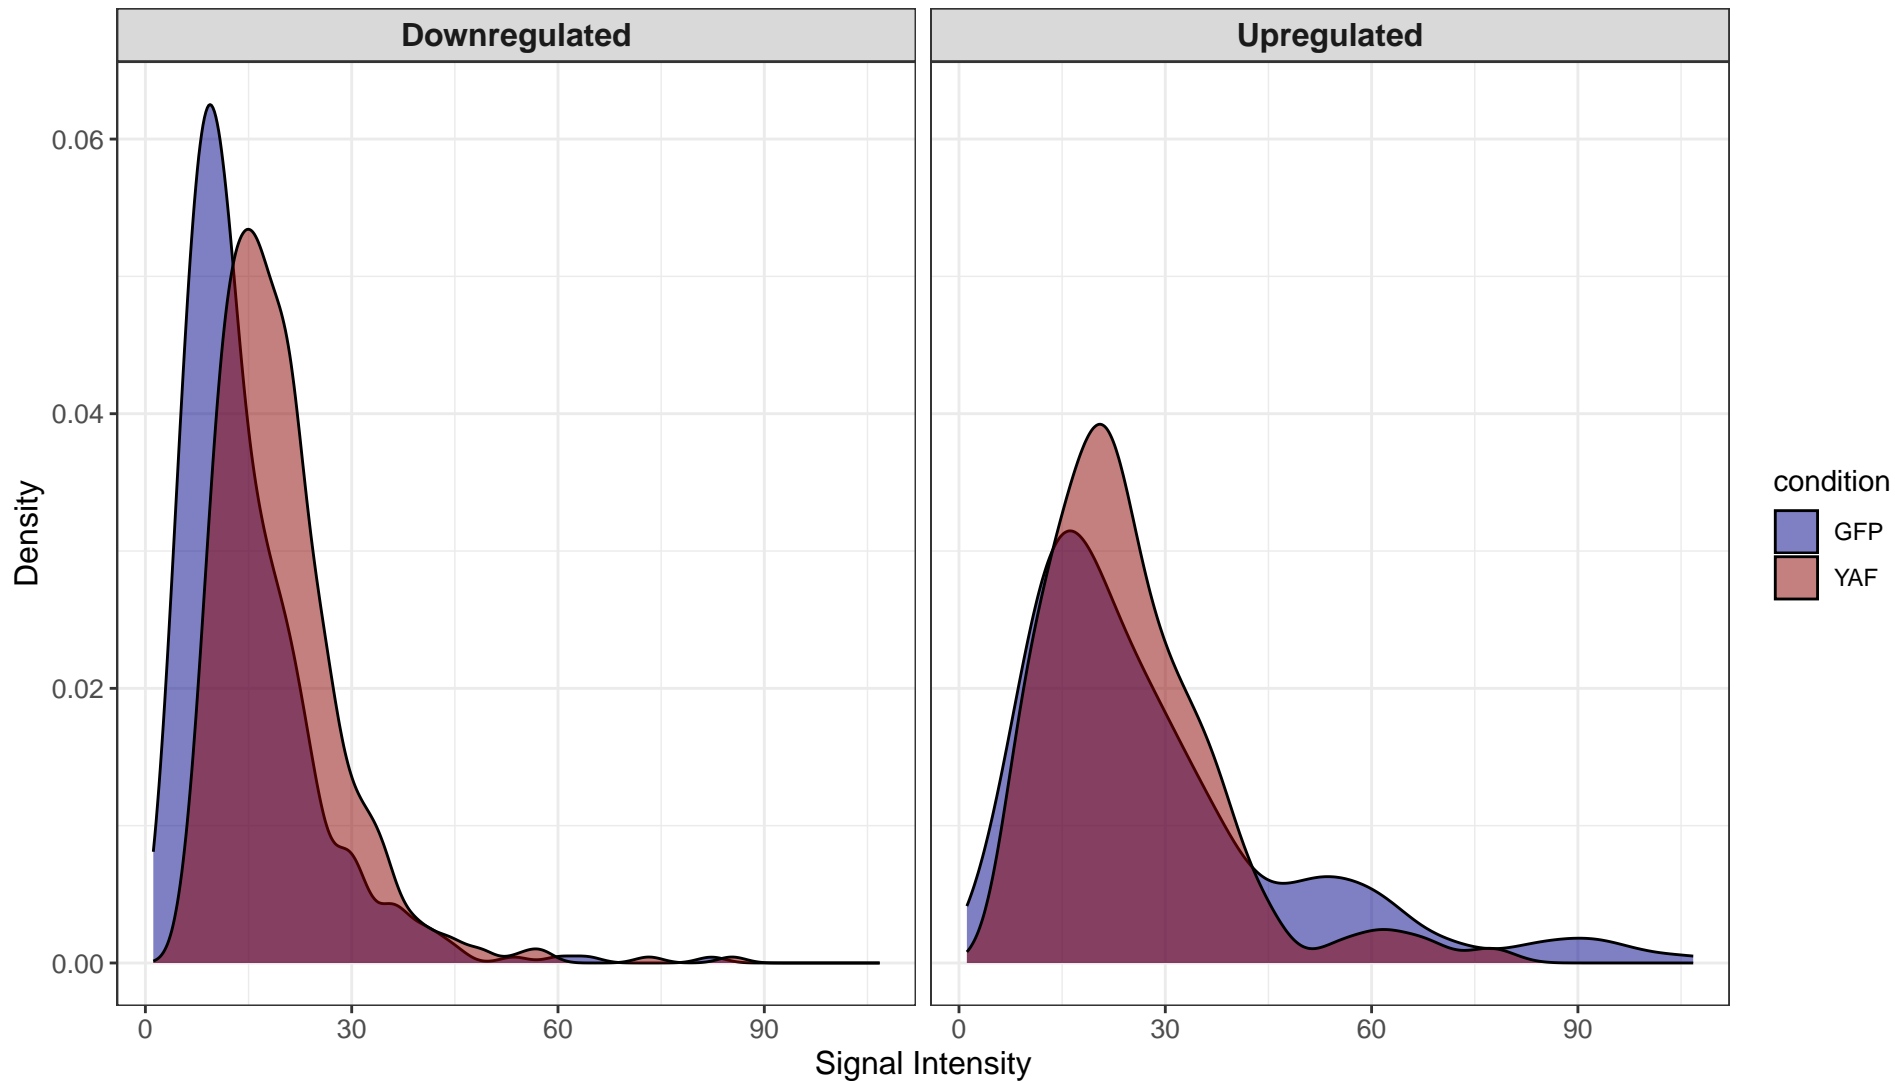 Downregulated
Upregulated
Density
0.06
0.04
0.02
0.00
0 30 60 90
0 30 60 90
Signal Intensity
condition
GFP
YAF